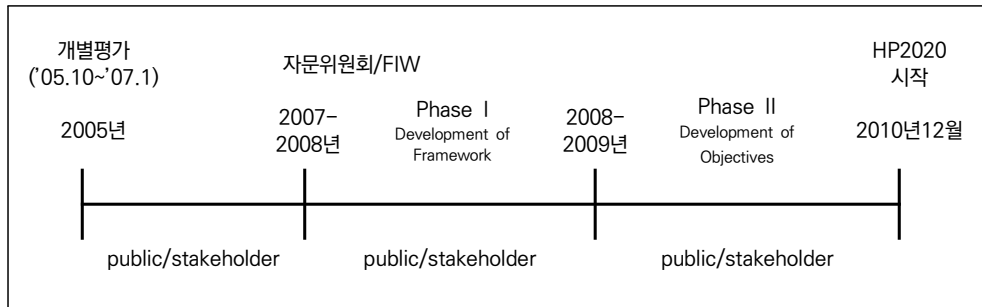 개별평가
('05.10~'07.1)
2005년
자문위원회/FIW
2007-
2008년
Phase Ⅰ
Development of
Framework
2008-
2009년
Phase Ⅱ
Development of
Objectives
HP2020
시작
2010년12월
public/stakeholder
public/stakeholder
public/stakeholder